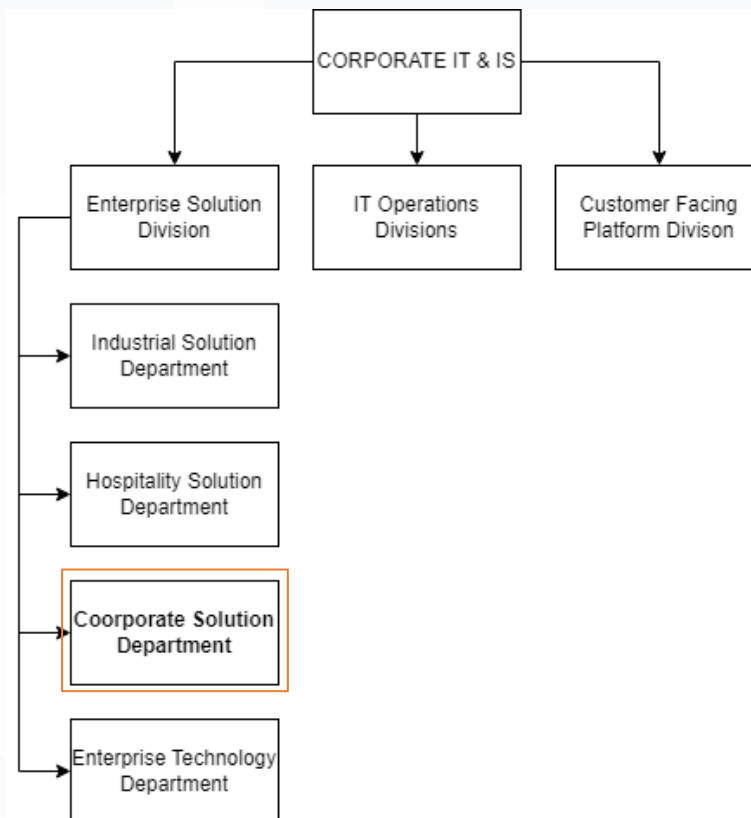 CORPORATE IT & IS
Enterprise Solution
Division
IT Operations
Divisions
Customer Facing
Platform Divison
Industrial Solution
Department
Hospitality Solution
Department
Coorporate Solution
Department
Enterprise Technology
Department